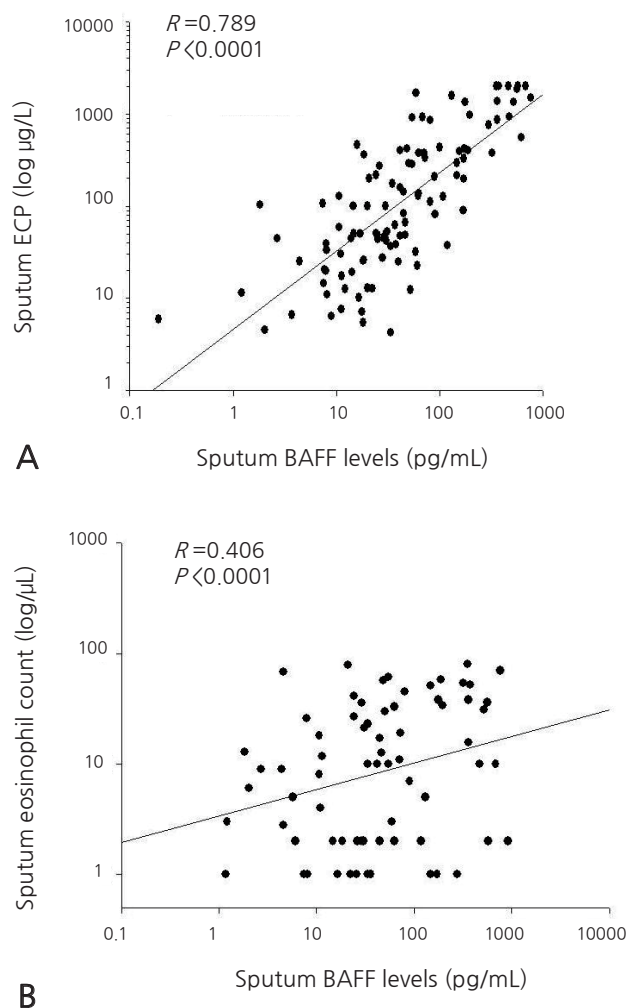 R=0.789
P<0.0001
10000
1000
100
10
1
Sputum ECP (log μg/L)
0.1 1 10 100 1000
Sputum BAFF levels (pg/mL)
A
R=0.406
P<0.0001
1000
100
10
1
Sputum eosinophil count (log/μL)
0.1 1 10 100 1000 10000
Sputum BAFF levels (pg/mL)
B